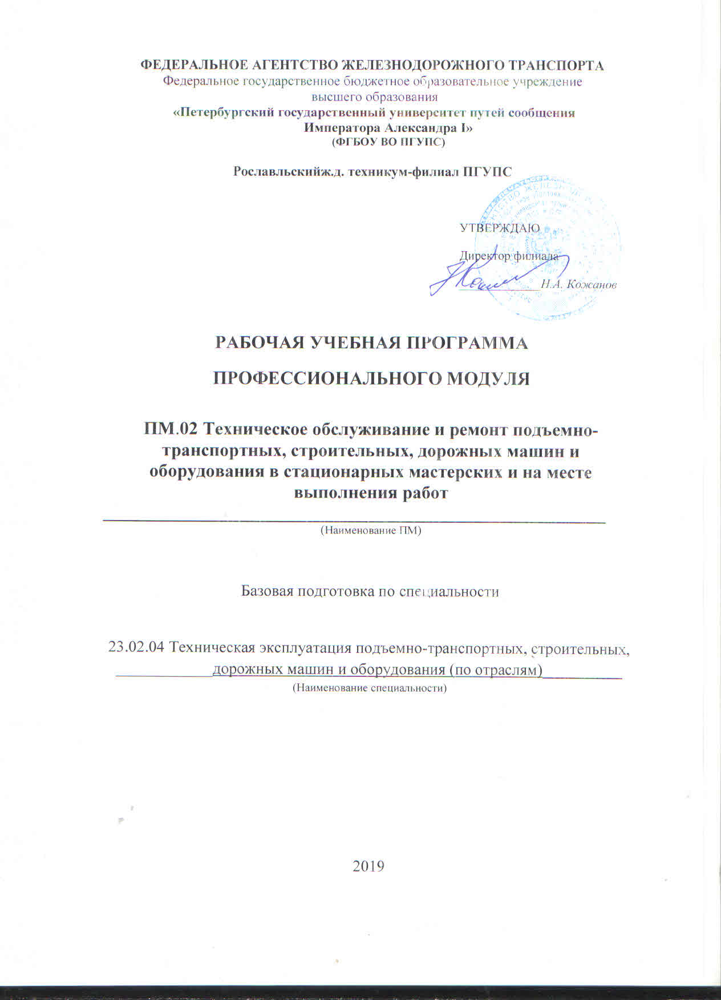 ФЕДЕРАЛЬНОЕ АГЕНТСТВО ЖЕЛЕЗНОДОРОЖНОГО ТРАНСПОРТА
Федеральное государственное бюджетное образовательное учреждение
высшего образования
«Петербургский государственный университет путей сообщения
Императора Александра I»
(ФГБОУ ВО ПГУПС)
Рославльскийж.д. техникум-филиал ПГУПС
УТВЕРЖДАЮ
Директор филиала
Н.А. Кожанов
РАБОЧАЯ УЧЕБНАЯ ПРОГРАММА
ПРОФЕССИОНАЛЬНОГО МОДУЛЯ
ПМ.02 Техническое обслуживание и ремонт подъемно-
транспортных, строительных, дорожных машин и
оборудования в стационарных мастерских и на месте
выполнения работ
(Наименование ПМ)
Базовая подготовка по специальности
23.02.04 Техническая эксплуатация подъемно-транспортных, строительных,
дорожных машин и оборудования (по отраслям)
(Наименование специальности)
2019